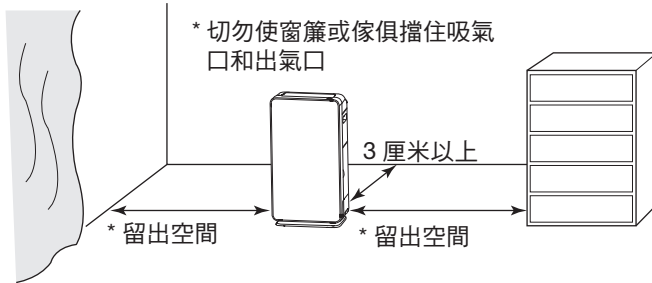 * 切勿使窗簾或傢俱擋住吸氣
口和出氣口
3 厘米以上
* 留出空間
* 留出空間